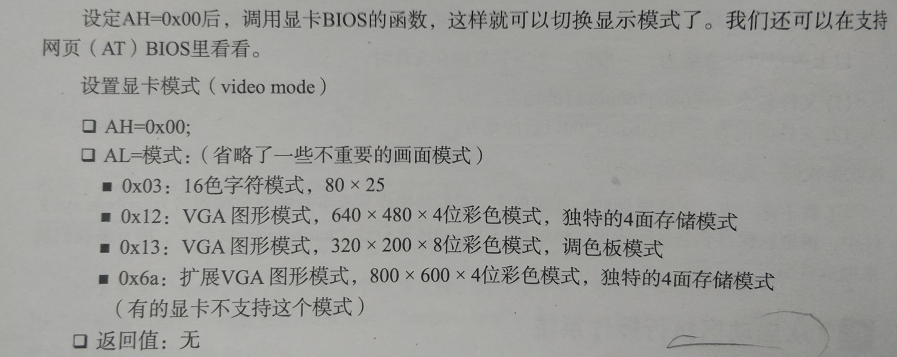 设定AH=0x00后，调用显卡BIOS的函数，这样就可以切换显示模式了。我们还可以在支持
网页（AT）BIOS里看看。
设置显卡模式（video mode）
❑ AH=0x00;
❑ AL=模式：（省略了一些不重要的画面模式）
■ 0x03：16色字符模式，80 × 25
■ 0x12：VGA 图形模式，640 × 480 × 4位彩色模式，独特的4面存储模式
■ 0x13：VGA 图形模式，320 × 200 × 8位彩色模式，调色板模式
■ 0x6a：扩展VGA 图形模式，800 × 600 × 4位彩色模式，独特的4面存储模式
（有的显卡不支持这个模式）
❑ 返回值：无